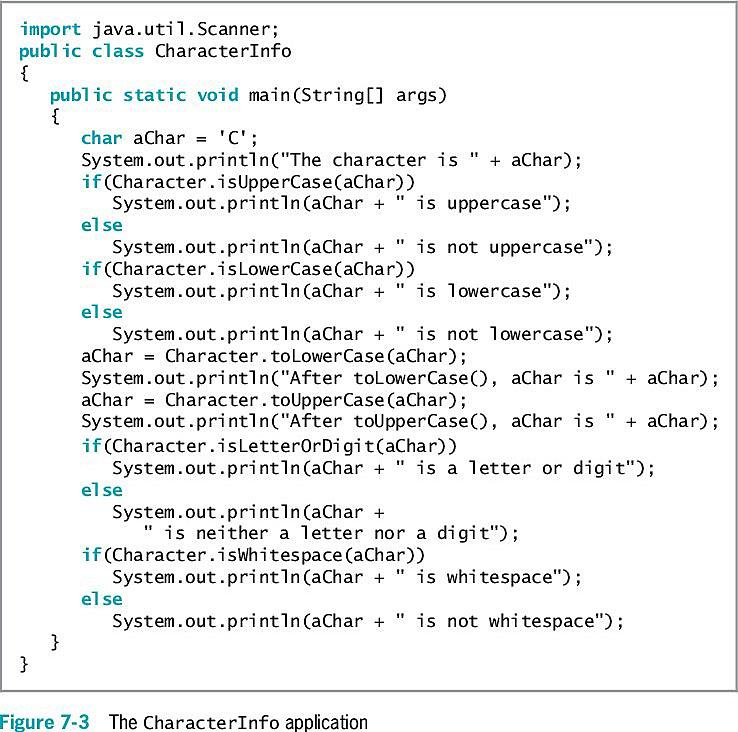 import java.util.Scanner;
public class CharacterInfo
{
   public static void main(String[] args)
   {
      char aChar = 'C';
      System.out.println("The character is " + aChar);
      if(Character.isUpperCase(aChar))
         System.out.println(aChar + " is uppercase");
      else
         System.out.println(aChar + " is not uppercase");
      if(Character.isLowerCase(aChar))
         System.out.println(aChar + " is lowercase");
      else
         System.out.println(aChar + " is not lowercase");
      aChar = Character.toLowerCase(aChar);
      System.out.println("After toLowerCase(), aChar is " + aChar);
      aChar = Character.toUpperCase(aChar);
      System.out.println("After toUpperCase(), aChar is " + aChar);
      if(Character.isLetterOrDigit(aChar))
         System.out.println(aChar + " is a letter or digit");
      else
         System.out.println(aChar +
            " is neither a letter nor a digit");
      if(Character.isWhitespace(aChar))
         System.out.println(aChar + " is whitespace");
      else
         System.out.println(aChar + " is not whitespace");
   }
}
Figure 7-3 The CharacterInfo application